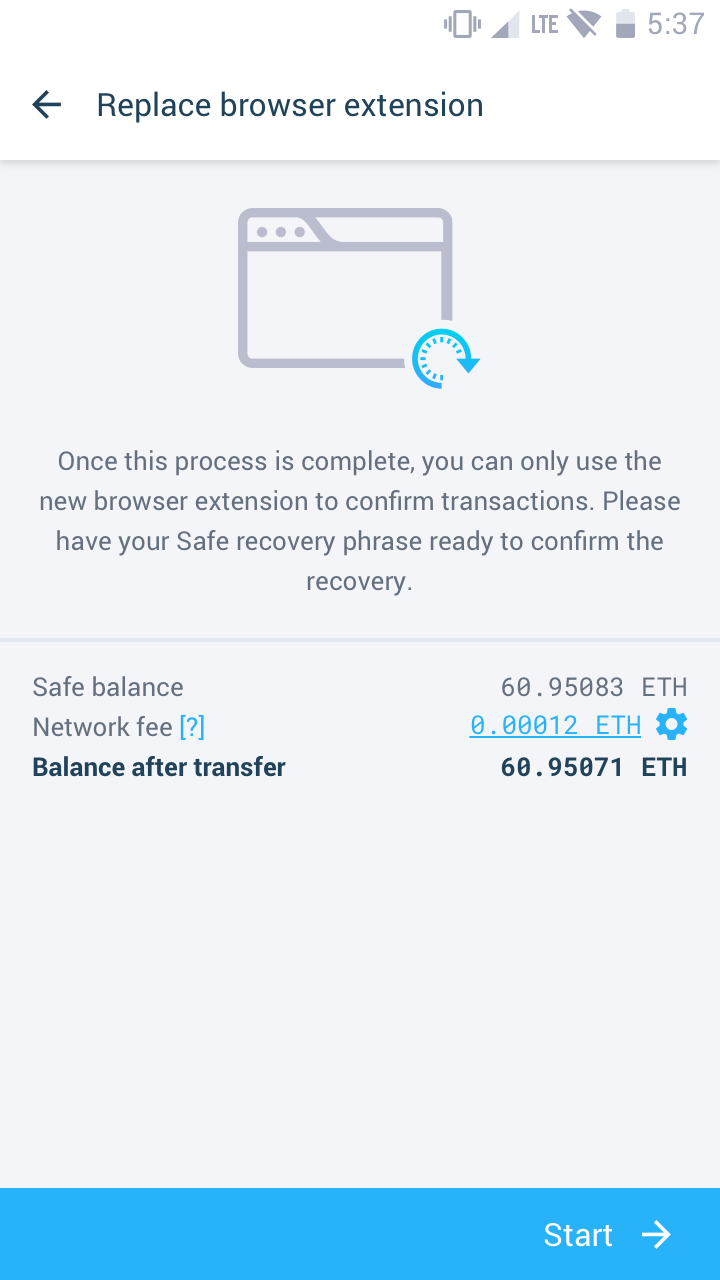 LTE 5:37
Replace browser extension
Once this process is complete, you can only use the
new browser extension to confirm transactions. Please
have your Safe recovery phrase ready to confirm the
recovery.
Safe balance 60.95083 ETH
Network fee [?] 0.00012 ETH
Balance after transfer 60.95071 ETH
Start